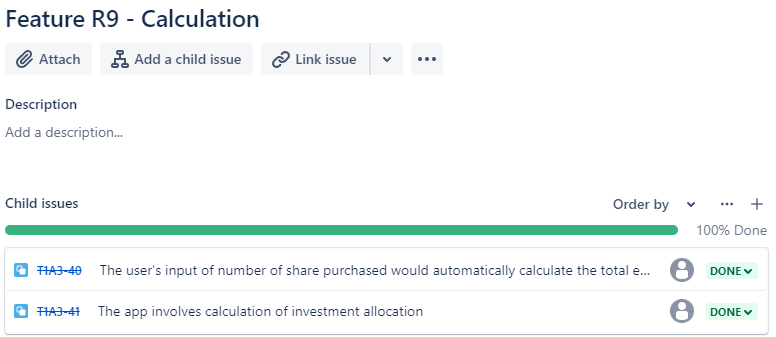 Feature R9 - Calculation
Attach
Add a child issue
Link issue
Description
Add a description...
Child issues
Order by
100% Done
T1A3-40 The user's input of number of share purchased would automatically calculate the total e... DONE
T1A3-41 The app involves calculation of investment allocation DONE